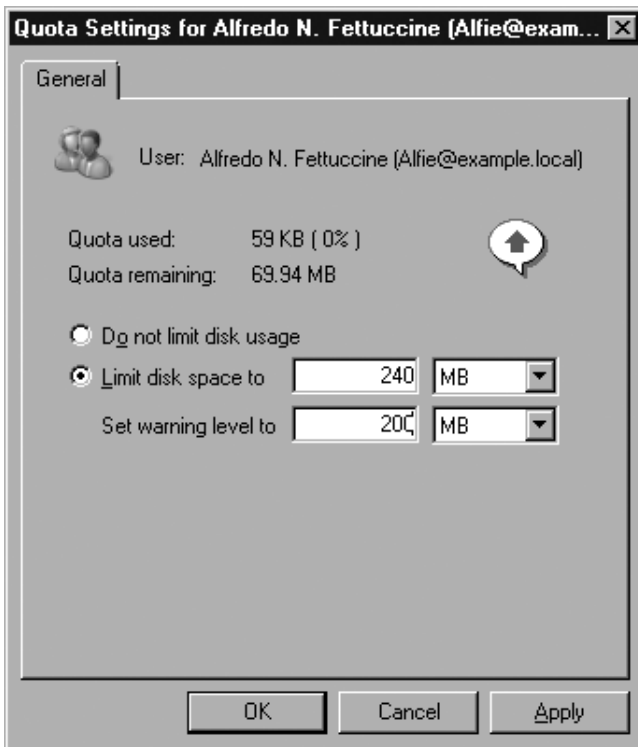 Quota Settings for Alfredo N. Fettuccine (Alfie@exam...
General
User: Alfredo N. Fettuccine (Alfie@example.local)
Quota used: 59 KB ( 0% )
Quota remaining: 69.94 MB
Do not limit disk usage
Limit disk space to 240 MB
Set warning level to 200 MB
OK Cancel Apply